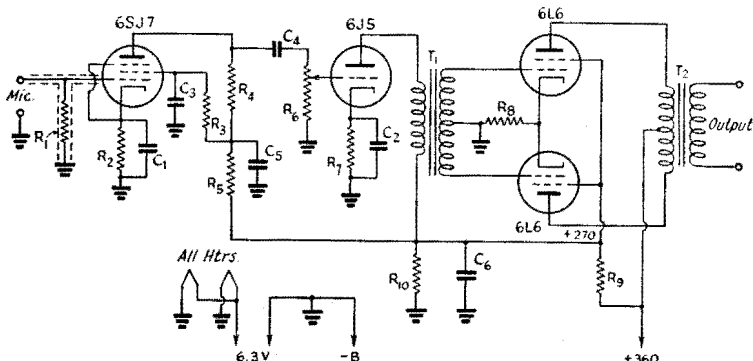 6SJ7
C4
6J5
6L6
Mic.
R1
R2
C1
C3
R3
R4
C5
R5
R6
R7
C2
T1
R8
T2
Output
6L6
+270
All Htrs.
R10
C6
R9
6.3V
-B
+360